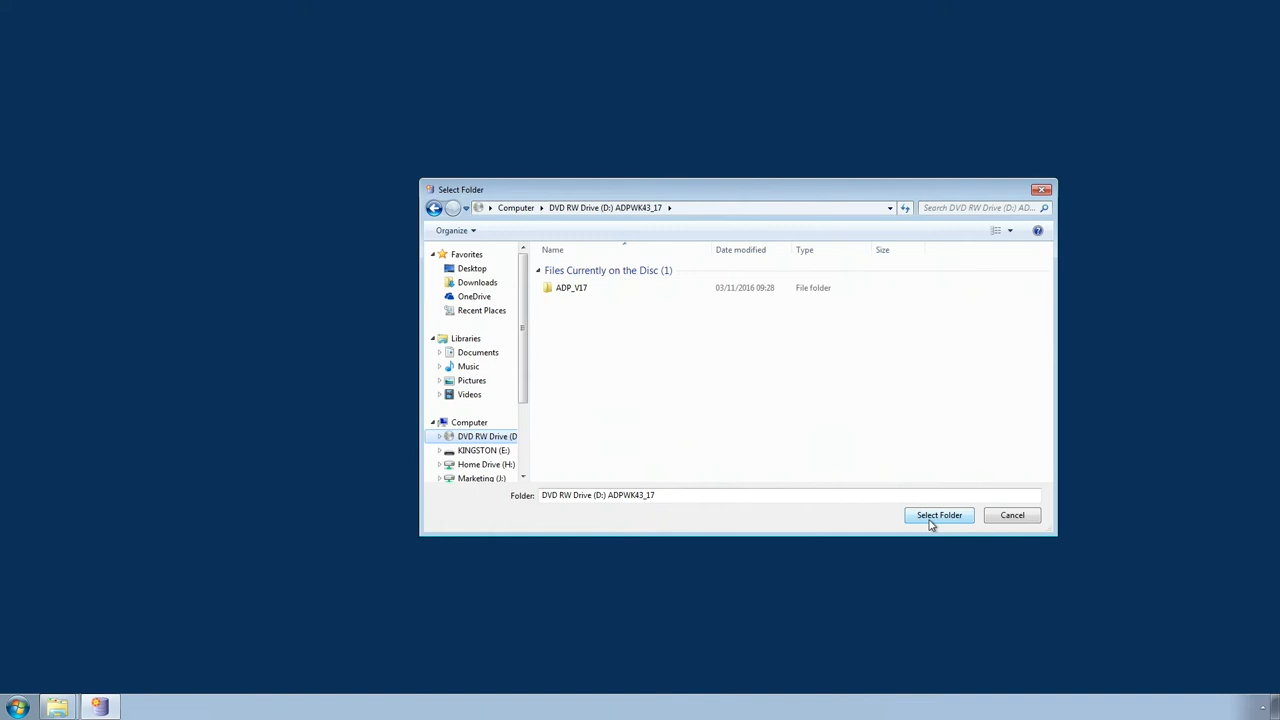 Select Folder
Computer DVD RW Drive (D:) ADPWK43_17 Search DVD RW Drive (D:) AD...
Organize
Name Date modified Type Size
Favorites
Desktop
Downloads
OneDrive
Recent Places
Libraries
Documents
Music
Pictures
Videos
Computer
DVD RW Drive (D
KINGSTON (E:)
Home Drive (H:)
Marketing (J:)
Files Currently on the Disc (1)
ADP_V17 03/11/2016 09:28 File folder
Folder: DVD RW Drive (D:) ADPWK43_17
Select Folder Cancel